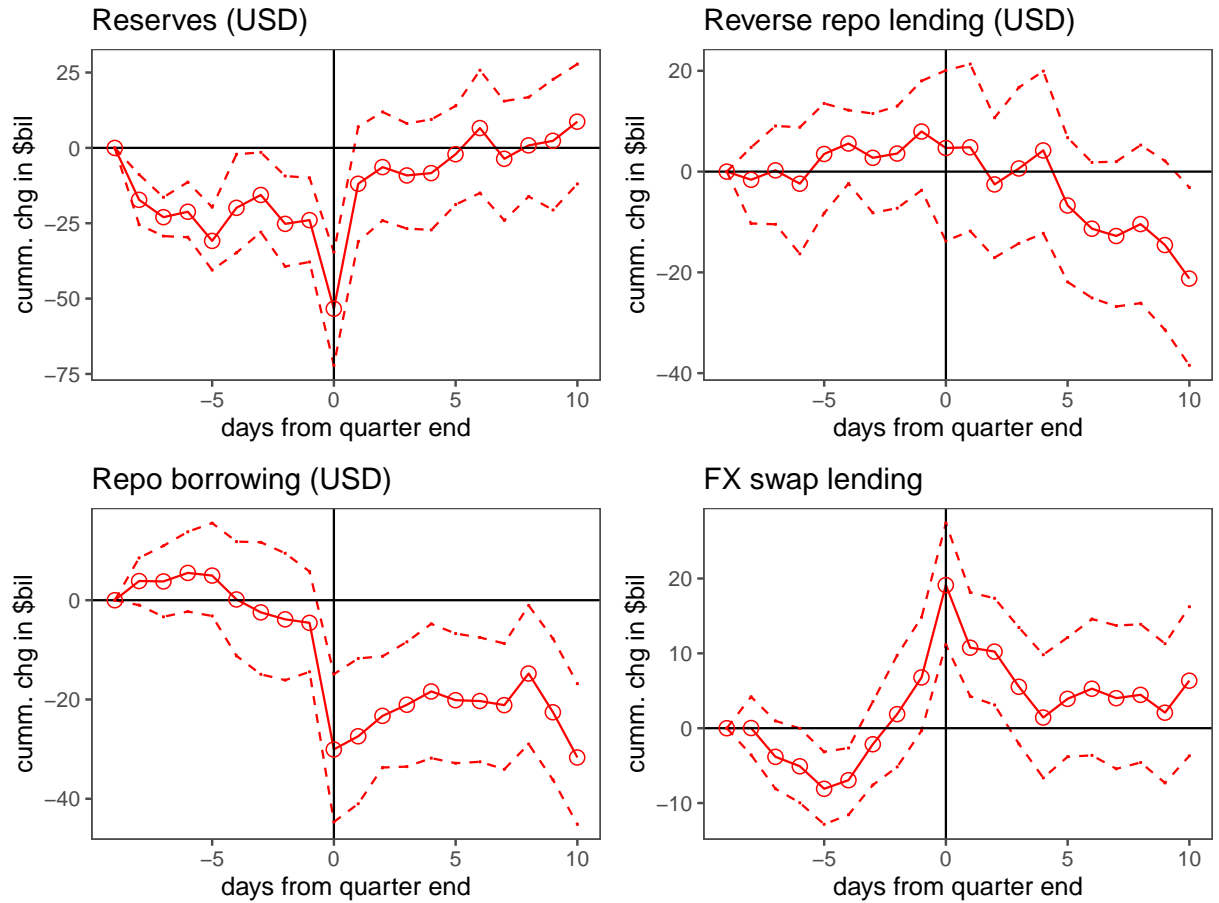 Reserves (USD)
cumm. chg in $bil
25
0
−25
−50
−75
−5
0
5
10
days from quarter end
Reverse repo lending (USD)
cumm. chg in $bil
20
0
−20
−40
−5
0
5
10
days from quarter end
Repo borrowing (USD)
cumm. chg in $bil
0
−20
−40
−5
0
5
10
days from quarter end
FX swap lending
cumm. chg in $bil
20
10
0
−10
−5
0
5
10
days from quarter end